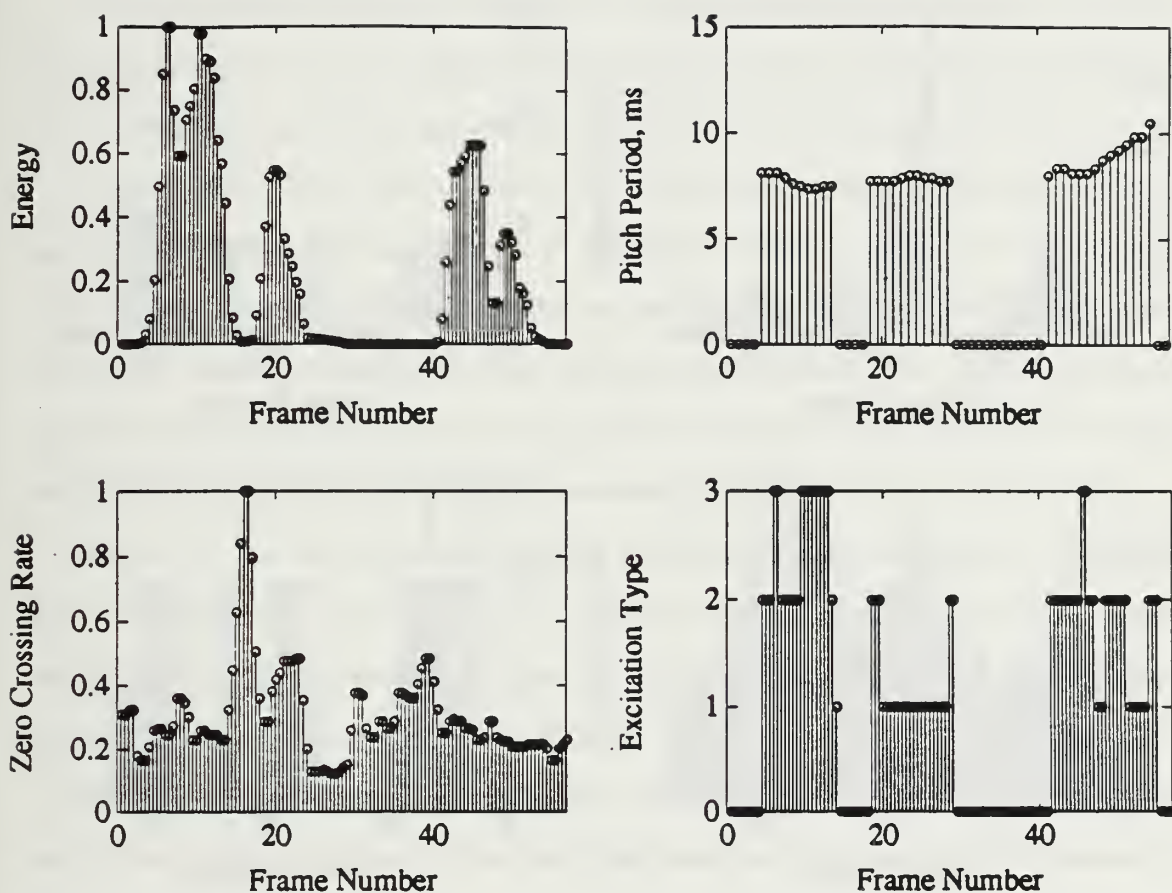 Energy
1
0.8
0.6
0.4
0.2
0
0 20 40
Frame Number
Pitch Period, ms
15
10
5
0
0 20 40
Frame Number
Zero Crossing Rate
1
0.8
0.6
0.4
0.2
0
0 20 40
Frame Number
Excitation Type
3
2
1
0
0 20 40
Frame Number